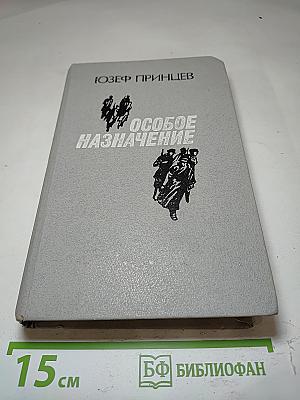 ЮЗЕФ ПРИНЦЕВ
ОСОБОЕ
НАЗНАЧЕНИЕ
15 см
БФ БИБЛИОФАН